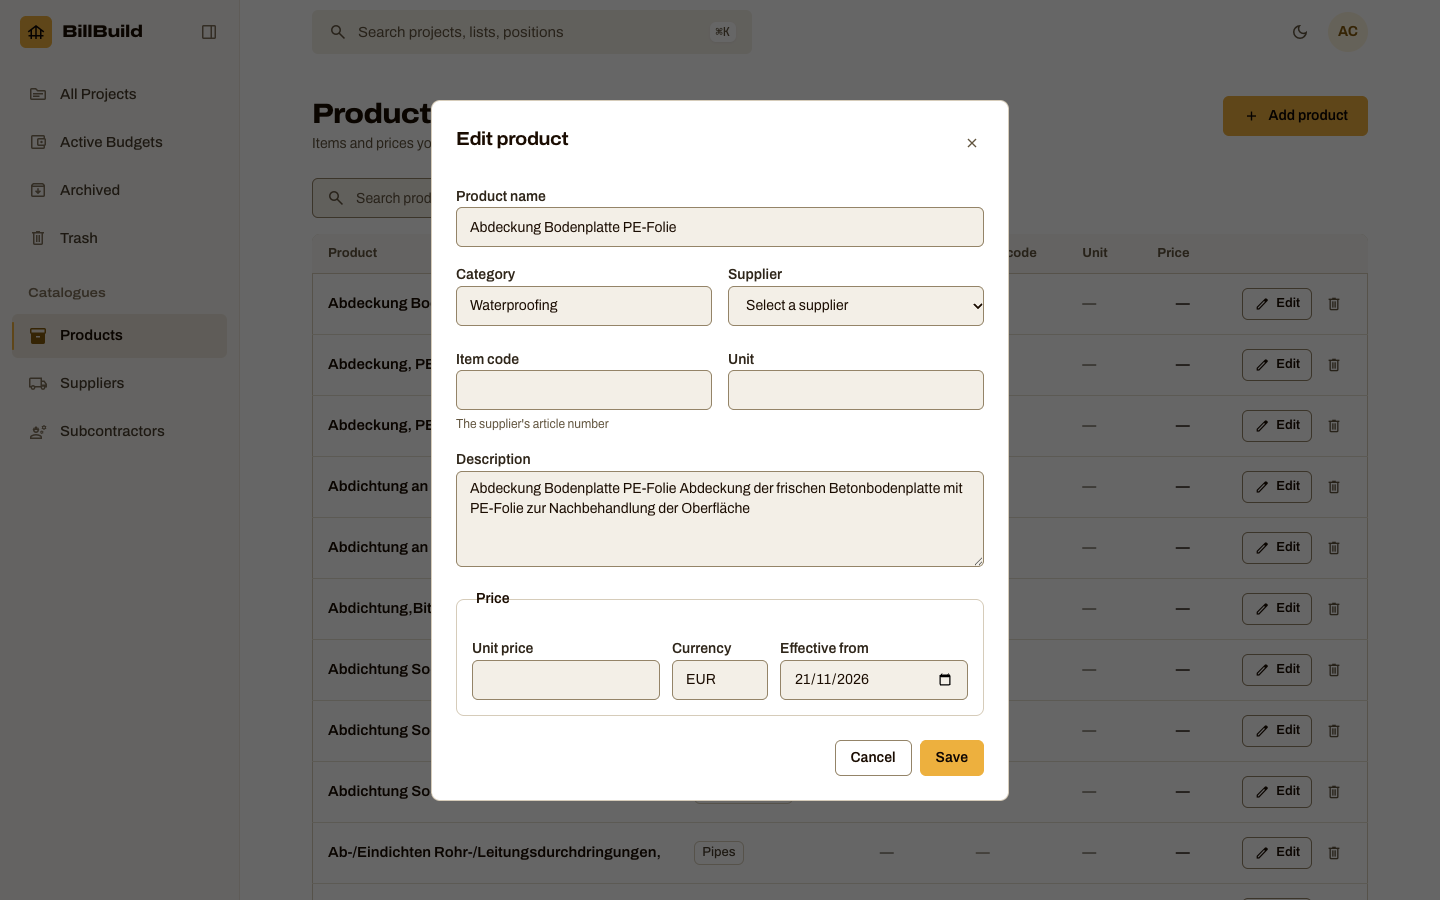 BillBuild
Search projects, lists, positions
⌘K
AC
All Projects
Active Budgets
Archived
Trash
Catalogues
Products
Suppliers
Subcontractors
Product
Items and prices yo
Add product
Search prod
Product
code
Unit
Price
Abdeckung Bo
— — Edit
Abdeckung, PE
— — Edit
Abdeckung, PE
— — Edit
Abdichtung an
— — Edit
Abdichtung an
— — Edit
Abdichtung,Bit
— — Edit
Abdichtung So
— — Edit
Abdichtung So
— — Edit
Abdichtung So
— — Edit
Ab-/Eindichten Rohr-/Leitungsdurchdringungen, Pipes — — — — Edit
Edit product
Product name
Abdeckung Bodenplatte PE-Folie
Category
Waterproofing
Supplier
Select a supplier
Item code
The supplier's article number
Unit
Description
Abdeckung Bodenplatte PE-Folie Abdeckung der frischen Betonbodenplatte mit
PE-Folie zur Nachbehandlung der Oberfläche
Price
Unit price
Currency
EUR
Effective from
21/11/2026
Cancel
Save